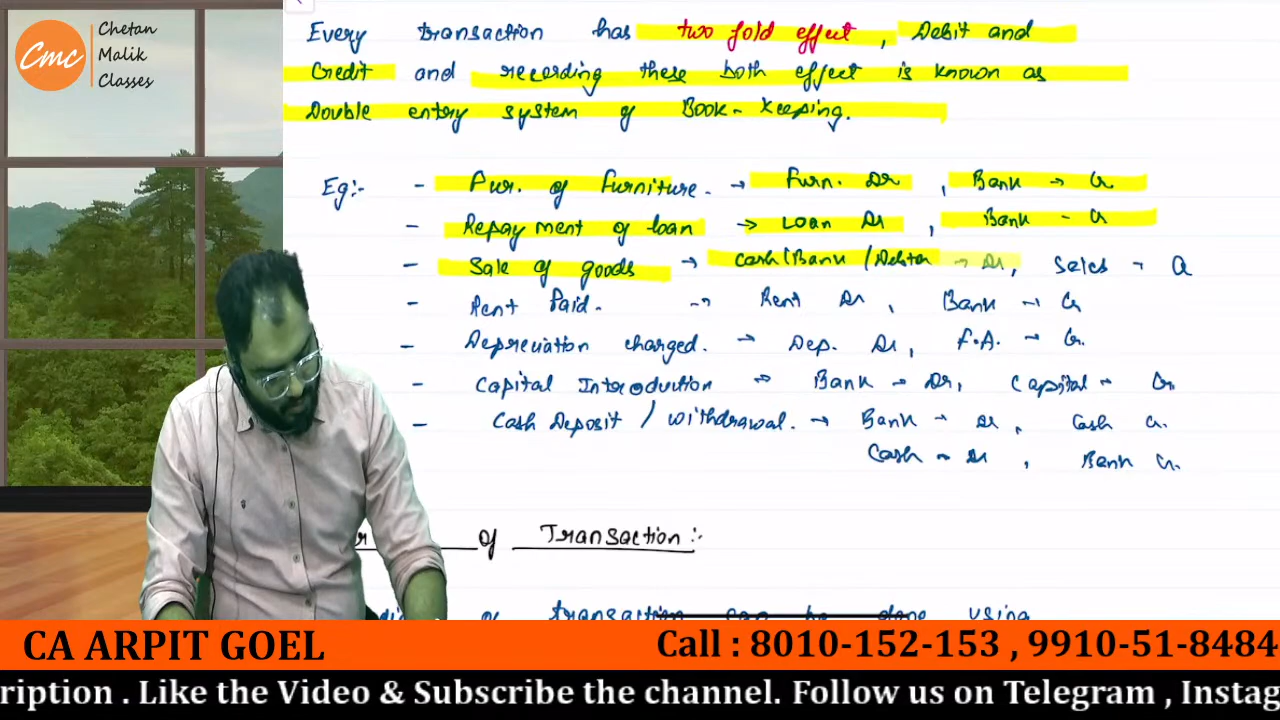 Cmc
Chetan
Malik
Classes
Every transaction has two fold effect, Debit and
Credit and recording these both effect is known as
Double entry system of Book-keeping.
Eg:- - Pur. of furniture. → Furn. Dr, Bank → Cr
- Repayment of loan → Loan Dr, Bank - Cr
- Sale of goods → cash/Bank/Debtor → Dr, Sales - Cr
- Rent Paid. → Rent Dr, Bank → Cr
- Depreciation charged. → Dep. Dr, F.A. → Cr.
- Capital Introduction → Bank → Dr, Capital → Cr.
- Cash Deposit / withdrawal. → Bank → Dr, Cash Cr.
Cash → Dr, Bank Cr.
of Transaction :-
of transaction can be done using
CA ARPIT GOEL
Call : 8010-152-153 , 9910-51-8484
ription . Like the Video & Subscribe the channel. Follow us on Telegram , Instag